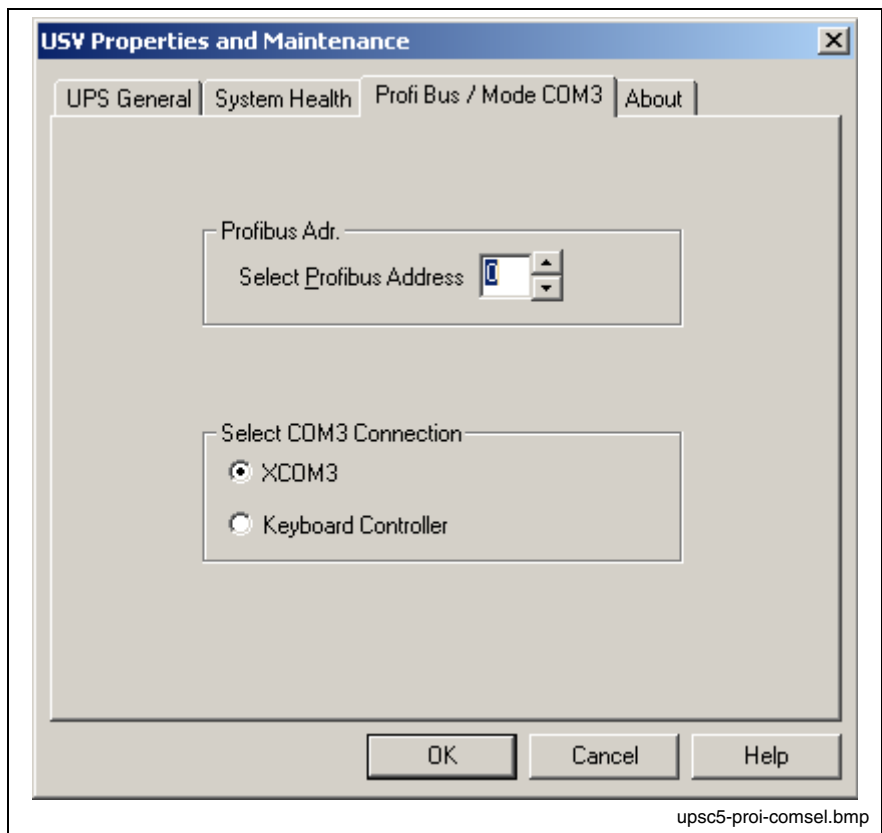 USV Properties and Maintenance
UPS General System Health Profi Bus / Mode COM3 About
Profibus Adr.
Select Profibus Address 0
Select COM3 Connection
XCOM3
Keyboard Controller
OK Cancel Help
upsc5-proi-comsel.bmp